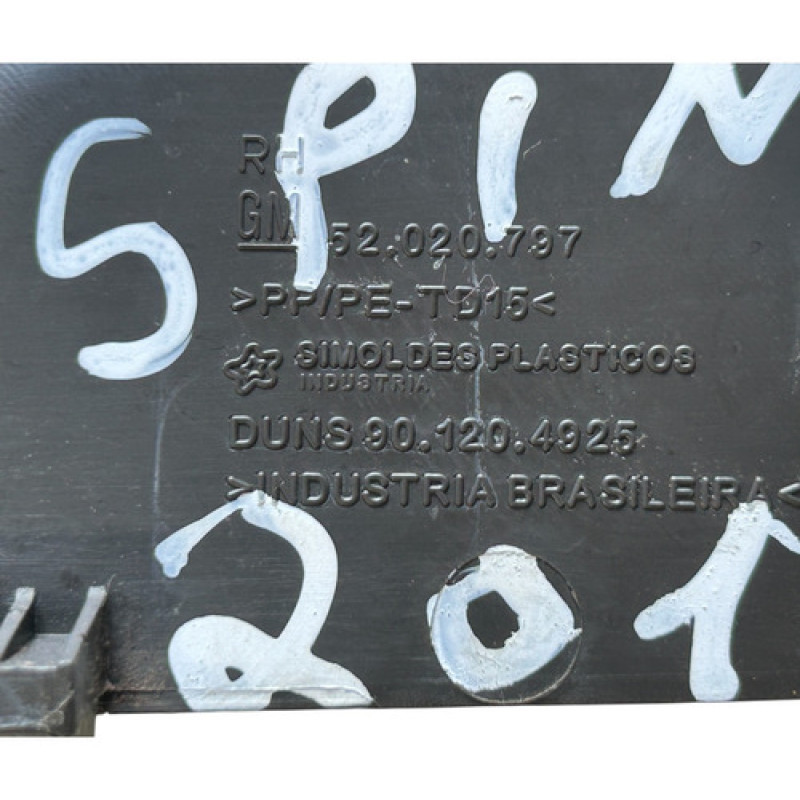 SPIN
RH
GM 52.020.797
>PP/PE-TD15<
SIMOLDES PLASTICOS
INDUSTRIA
DUNS 90.120.4925
>INDUSTRIA BRASILEIRA<
201